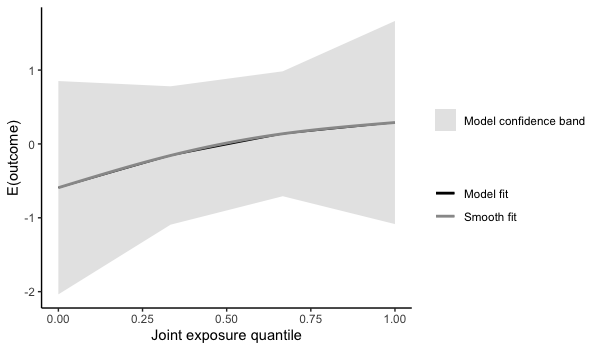 1
0
-1
-2
E(outcome)
0.00 0.25 0.50 0.75 1.00
Joint exposure quantile
Model confidence band
Model fit
Smooth fit